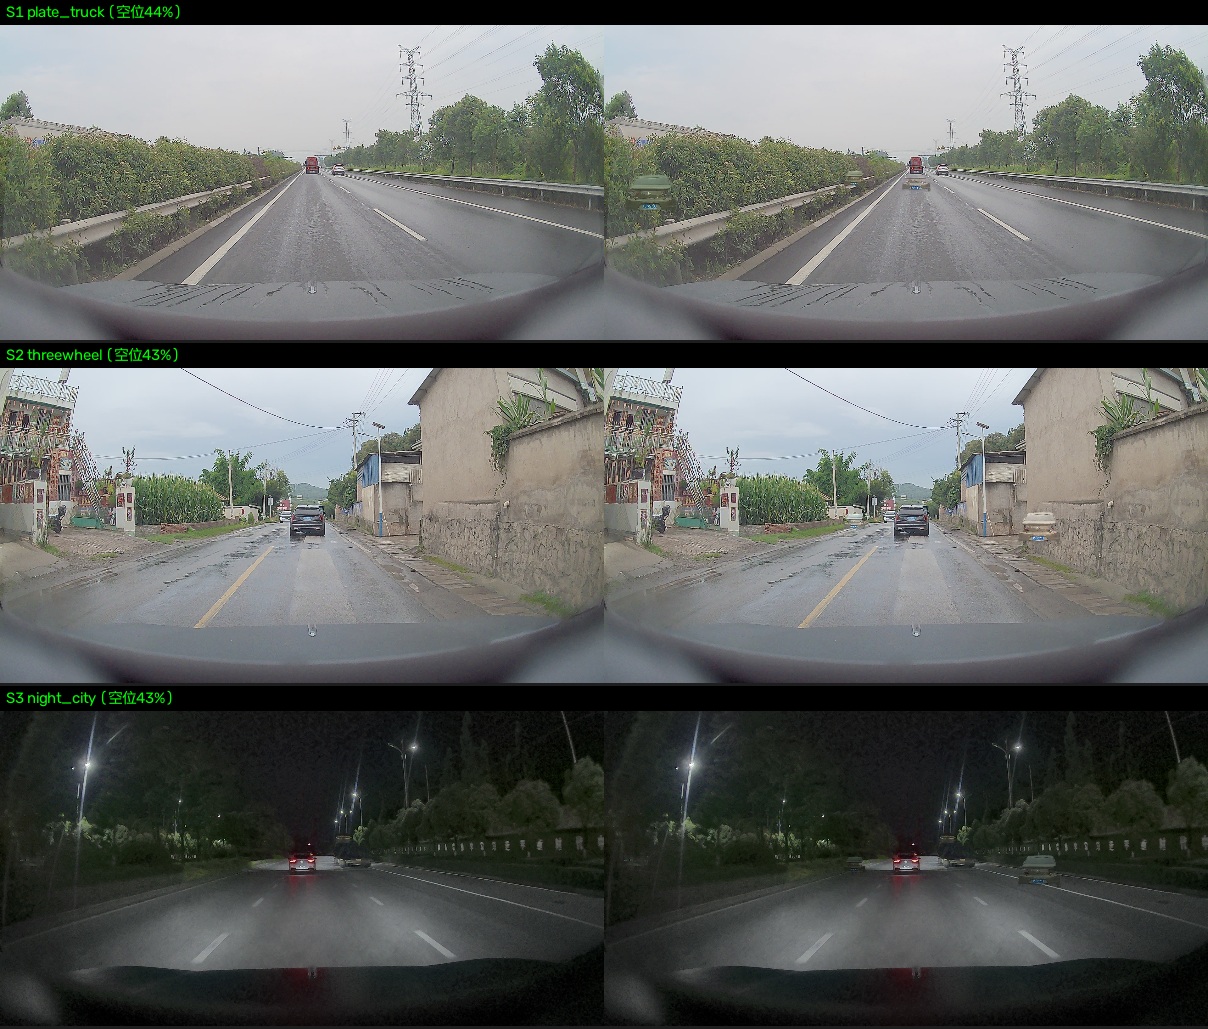 S1 plate_truck (空位44%)
S2 threewheel (空位43%)
S3 night_city (空位43%)